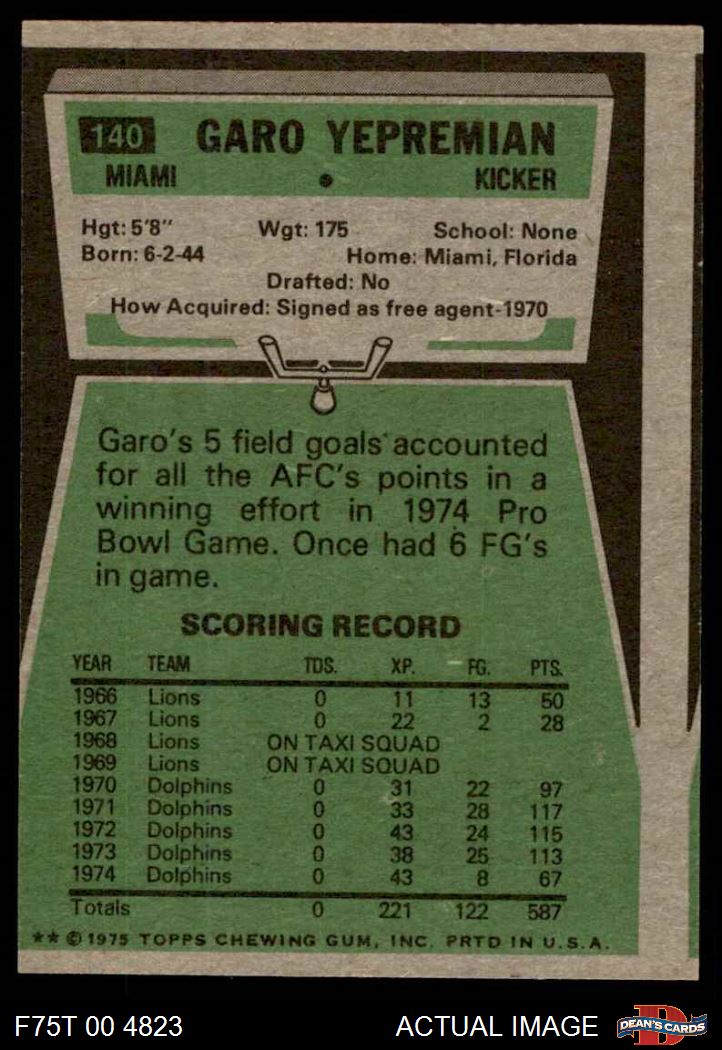 140 GARO YEPREMIAN
MIAMI • KICKER
Hgt: 5'8" Wgt: 175 School: None
Born: 6-2-44 Home: Miami, Florida
Drafted: No
How Acquired: Signed as free agent-1970
Garo's 5 field goals accounted
for all the AFC's points in a
winning effort in 1974 Pro
Bowl Game. Once had 6 FG's
in game.
SCORING RECORD
YEAR TEAM TDS. XP. FG. PTS.
1966 Lions 0 11 13 50
1967 Lions 0 22 2 28
1968 Lions ON TAXI SQUAD
1969 Lions ON TAXI SQUAD
1970 Dolphins 0 31 22 97
1971 Dolphins 0 33 28 117
1972 Dolphins 0 43 24 115
1973 Dolphins 0 38 25 113
1974 Dolphins 0 43 8 67
Totals 0 221 122 587
** © 1975 TOPPS CHEWING GUM, INC. PRTD IN U.S.A.
F75T 00 4823 ACTUAL IMAGE D DEAN'S CARDS